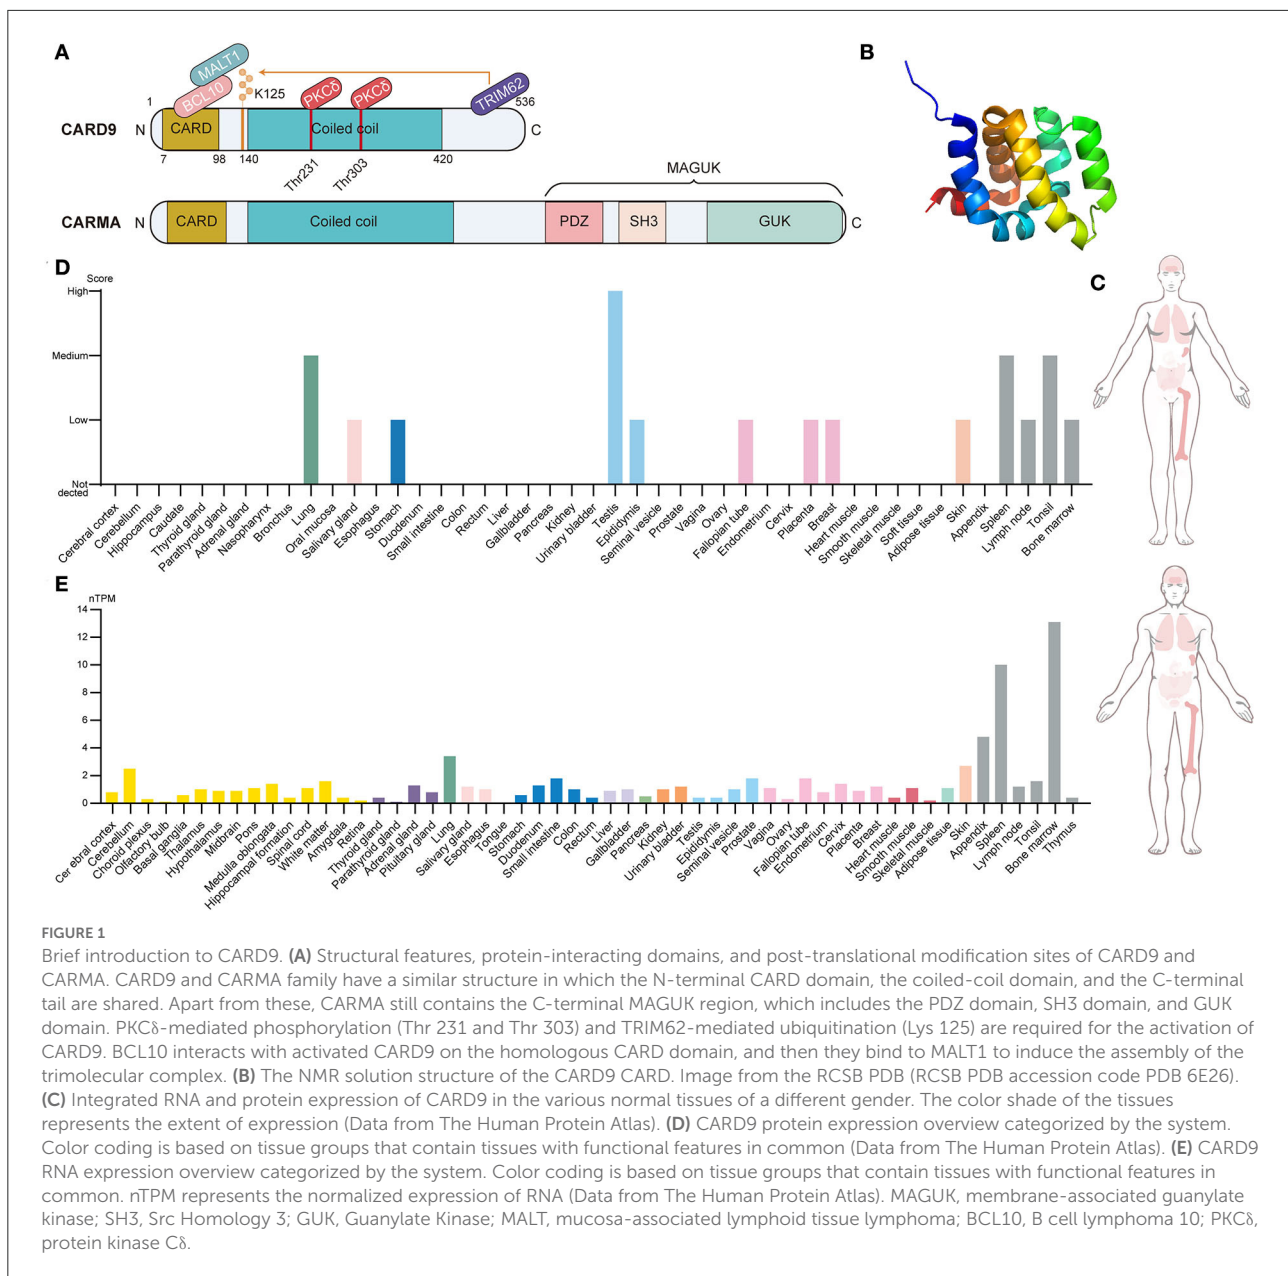 A
MALT1
BCL10
K125
PKCδ
PKCδ
TRIM62
1
536
CARD9
N
CARD
Coiled coil
C
7
98
140
420
Thr231
Thr303
MAGUK
CARMA
N
CARD
Coiled coil
PDZ
SH3
GUK
C
B
C
D
Score
High
Medium
Low
Not
dected
Cerebral cortex
Cerebellum
Hippocampus
Caudate
Thyroid gland
Parathyroid gland
Adrenal gland
Nasopharynx
Bronchus
Lung
Oral mucosa
Salivary gland
Esophagus
Stomach
Duodenum
Small intestine
Colon
Rectum
Liver
Gallbladder
Pancreas
Kidney
Urinary bladder
Testis
Epididymis
Seminal vesicle
Prostate
Vagina
Ovary
Fallopian tube
Endometrium
Cervix
Placenta
Breast
Heart muscle
Smooth muscle
Skeletal muscle
Soft tissue
Adipose tissue
Skin
Appendix
Spleen
Lymph node
Tonsil
Bone marrow
E
nTPM
14
12
10
8
6
4
2
0
Cerebral cortex
Cerebellum
Choroid plexus
Olfactory bulb
Basal ganglia
Thalamus
Hypothalamus
Midbrain
Pons
Medulla oblongata
Hippocampal formation
Spinal cord
White matter
Amygdala
Retina
Thyroid gland
Parathyroid gland
Adrenal gland
Pituitary gland
Lung
Salivary gland
Esophagus
Tongue
Stomach
Duodenum
Small intestine
Colon
Rectum
Liver
Gallbladder
Pancreas
Kidney
Urinary bladder
Testis
Epididymis
Seminal vesicle
Prostate
Vagina
Ovary
Fallopian tube
Endometrium
Cervix
Placenta
Breast
Heart muscle
Smooth muscle
Skeletal muscle
Adipose tissue
Skin
Appendix
Spleen
Lymph node
Tonsil
Bone marrow
Thymus
FIGURE 1
Brief introduction to CARD9. (A) Structural features, protein-interacting domains, and post-translational modification sites of CARD9 and
CARMA. CARD9 and CARMA family have a similar structure in which the N-terminal CARD domain, the coiled-coil domain, and the C-terminal
tail are shared. Apart from these, CARMA still contains the C-terminal MAGUK region, which includes the PDZ domain, SH3 domain, and GUK
domain. PKCδ-mediated phosphorylation (Thr 231 and Thr 303) and TRIM62-mediated ubiquitination (Lys 125) are required for the activation of
CARD9. BCL10 interacts with activated CARD9 on the homologous CARD domain, and then they bind to MALT1 to induce the assembly of the
trimolecular complex. (B) The NMR solution structure of the CARD9 CARD. Image from the RCSB PDB (RCSB PDB accession code PDB 6E26).
(C) Integrated RNA and protein expression of CARD9 in the various normal tissues of a different gender. The color shade of the tissues
represents the extent of expression (Data from The Human Protein Atlas). (D) CARD9 protein expression overview categorized by the system.
Color coding is based on tissue groups that contain tissues with functional features in common (Data from The Human Protein Atlas). (E) CARD9
RNA expression overview categorized by the system. Color coding is based on tissue groups that contain tissues with functional features in
common. nTPM represents the normalized expression of RNA (Data from The Human Protein Atlas). MAGUK, membrane-associated guanylate
kinase; SH3, Src Homology 3; GUK, Guanylate Kinase; MALT, mucosa-associated lymphoid tissue lymphoma; BCL10, B cell lymphoma 10; PKCδ,
protein kinase Cδ.